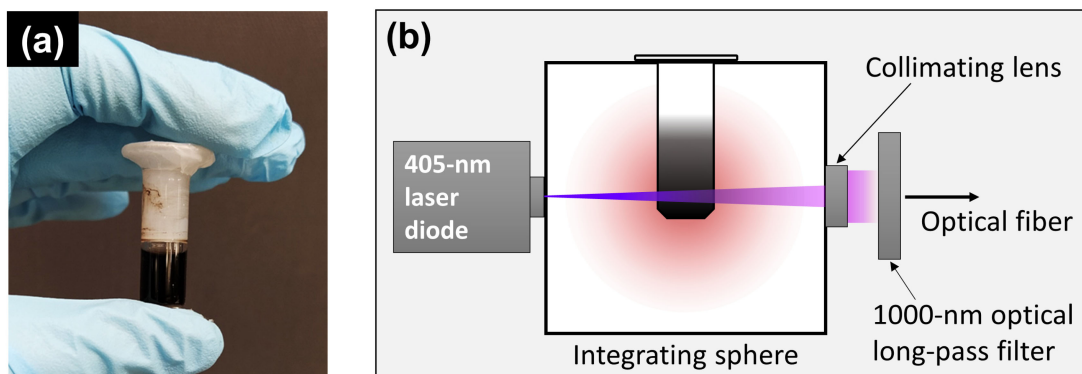 (a)
(b)
405-nm
laser
diode
Collimating lens
Optical fiber
1000-nm optical
long-pass filter
Integrating sphere